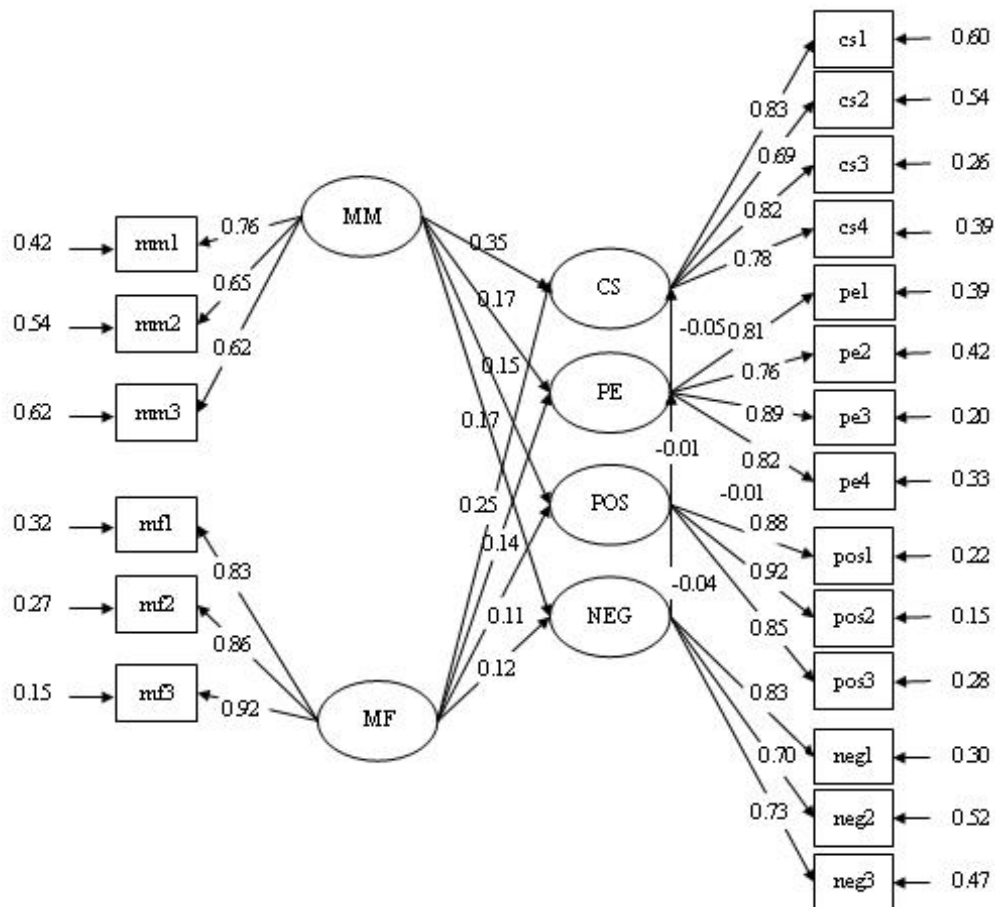 cs1 0.60
cs2 0.54
0.83
0.69
cs3 0.26
MM
0.82
cs4 0.39
0.42 mm1 0.76
0.35
0.78
0.65
CS
pe1 0.39
0.17
0.54 mm2
-0.05 0.81
0.62
pe2 0.42
0.15
0.76
PE
0.62 mm3
0.17
0.89 pe3 0.20
-0.01
0.82
pe4 0.33
0.25
POS
-0.01
0.32 mf1
0.88
0.14
pos1 0.22
0.83
0.92
0.27 mf2
-0.04
0.11
NEG
pos2 0.15
0.86
0.85
0.12
pos3 0.28
0.15 mf3
0.92
MF
0.83
neg1 0.30
0.70
0.73
neg2 0.52
neg3 0.47